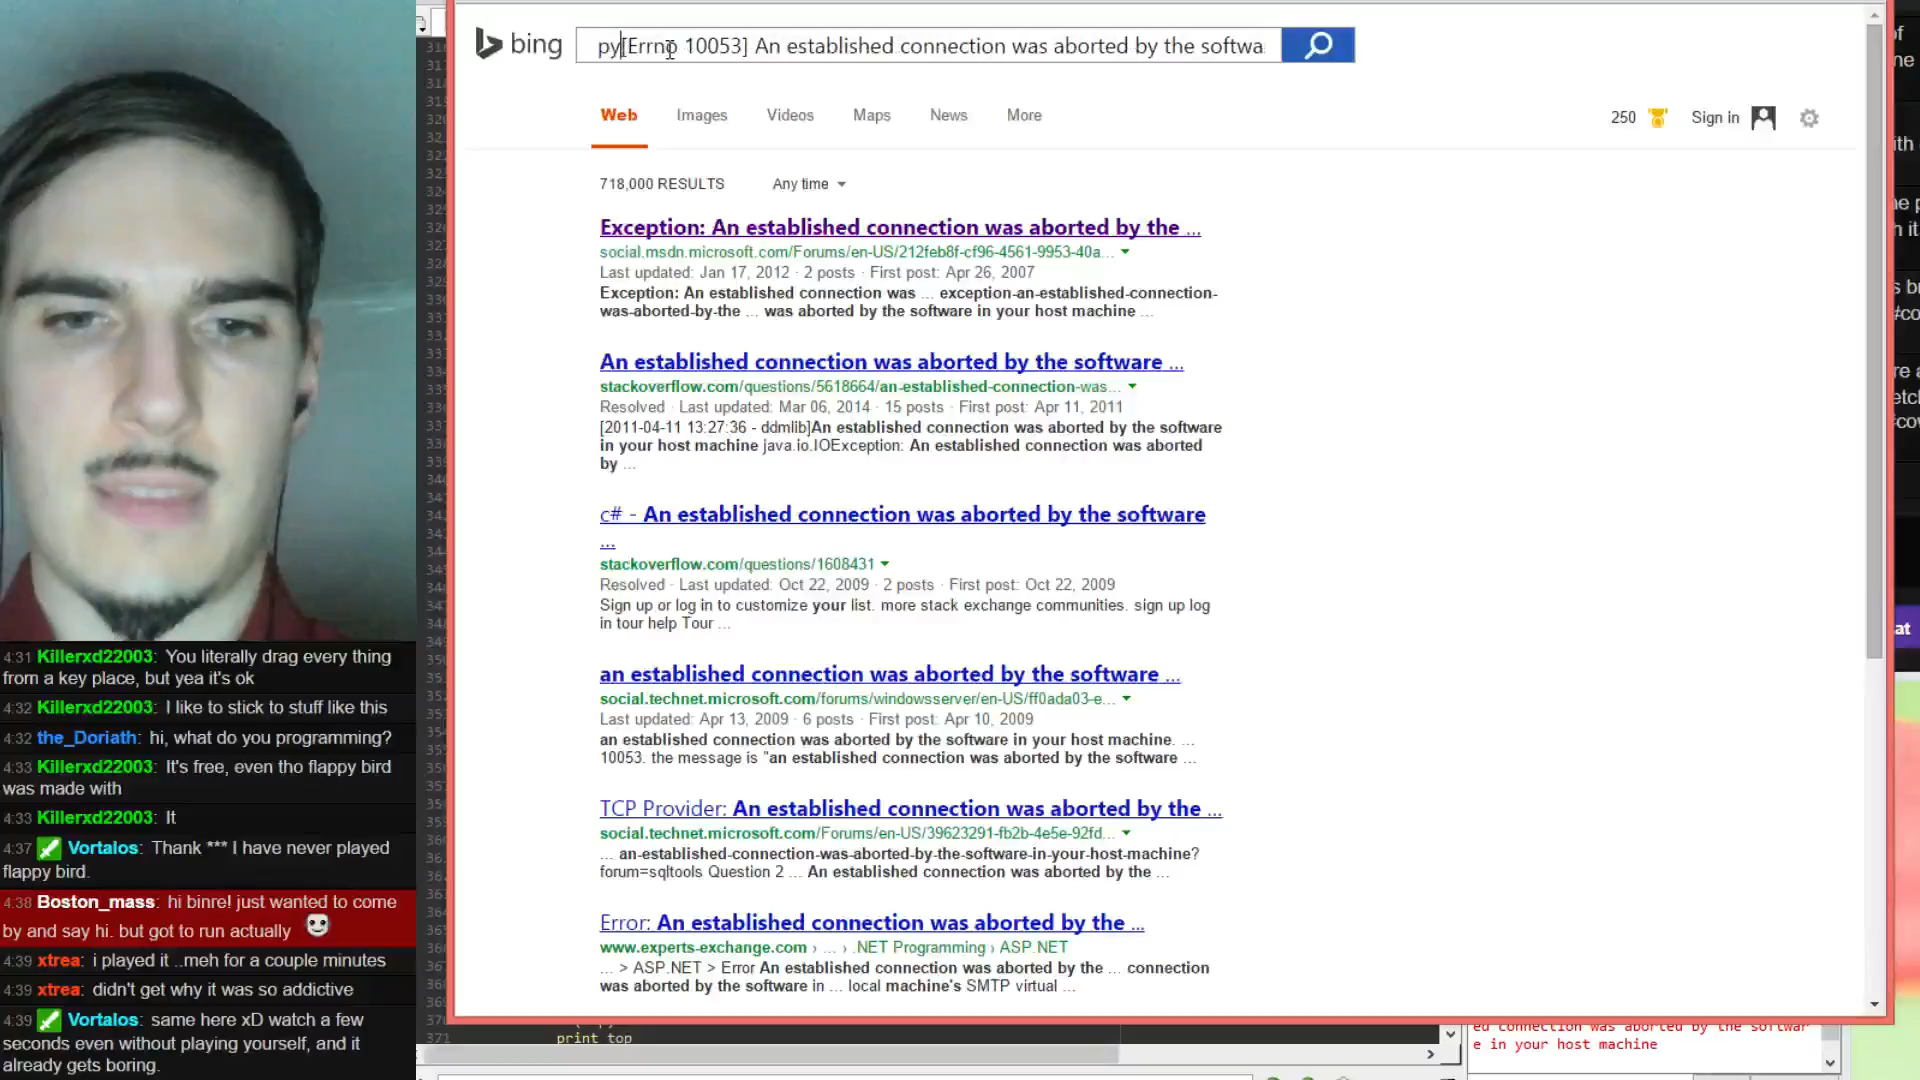 bing
py[Errno 10053] An established connection was aborted by the softwa
Web Images Videos Maps News More
250 Sign in
718,000 RESULTS Any time
Exception: An established connection was aborted by the ...
social.msdn.microsoft.com/Forums/en-US/212feb8f-cf96-4561-9953-40a...
Last updated: Jan 17, 2012 · 2 posts · First post: Apr 26, 2007
Exception: An established connection was ... exception-an-established-connection-
was-aborted-by-the ... was aborted by the software in your host machine ...
An established connection was aborted by the software ...
stackoverflow.com/questions/5618664/an-established-connection-was...
Resolved · Last updated: Mar 06, 2014 · 15 posts · First post: Apr 11, 2011
[2011-04-11 13:27:36 - ddmlib]An established connection was aborted by the software
in your host machine java.io.IOException: An established connection was aborted
by ...
c# - An established connection was aborted by the software
...
stackoverflow.com/questions/1608431
Resolved · Last updated: Oct 22, 2009 · 2 posts · First post: Oct 22, 2009
Sign up or log in to customize your list. more stack exchange communities. sign up log
in tour help Tour ...
an established connection was aborted by the software ...
social.technet.microsoft.com/forums/windowsserver/en-US/ff0ada03-e...
Last updated: Apr 13, 2009 · 6 posts · First post: Apr 10, 2009
an established connection was aborted by the software in your host machine. ...
10053. the message is "an established connection was aborted by the software ...
TCP Provider: An established connection was aborted by the ...
social.technet.microsoft.com/Forums/en-US/39623291-fb2b-4e5e-92fd...
... an-established-connection-was-aborted-by-the-software-in-your-host-machine?
forum=sqltools Question 2 ... An established connection was aborted by the ...
Error: An established connection was aborted by the ...
www.experts-exchange.com › ... › .NET Programming › ASP.NET
... > ASP.NET > Error An established connection was aborted by the ... connection
was aborted by the software in ... local machine's SMTP virtual ...
4:31 Killerxd22003: You literally drag every thing
from a key place, but yea it's ok
4:32 Killerxd22003: I like to stick to stuff like this
4:32 the_Doriath: hi, what do you programming?
4:33 Killerxd22003: It's free, even tho flappy bird
was made with
4:33 Killerxd22003: It
4:37 Vortalos: Thank *** I have never played
flappy bird.
4:38 Boston_mass: hi binre! just wanted to come
by and say hi. but got to run actually
4:39 xtrea: i played it ..meh for a couple minutes
4:39 xtrea: didn't get why it was so addictive
4:39 Vortalos: same here xD watch a few
seconds even without playing yourself, and it
already gets boring.
370
371 print top
ed connection was aborted by the softwar
e in your host machine